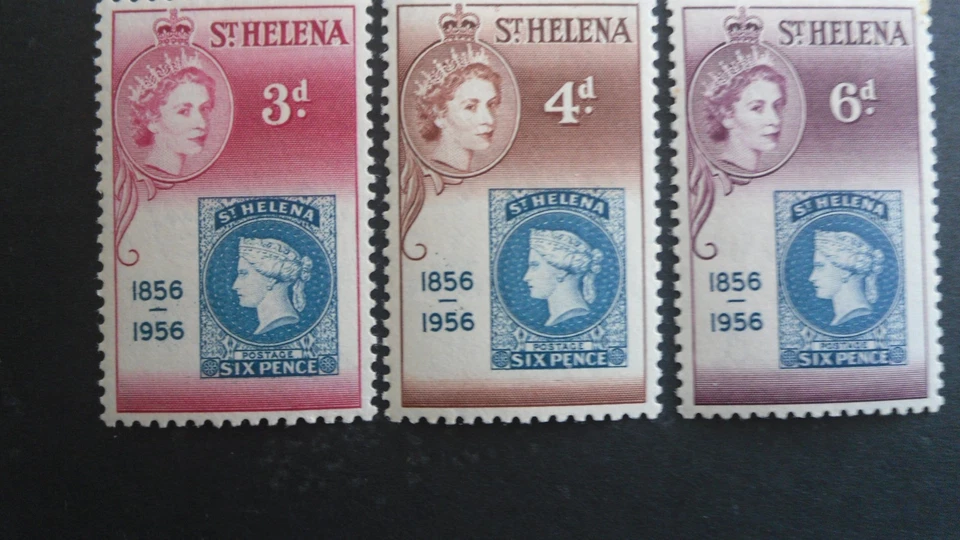 ST HELENA
3d.
ST HELENA
1856
1956
POSTAGE
SIX PENCE
ST HELENA
4d.
ST HELENA
1856
1956
POSTAGE
SIX PENCE
ST HELENA
6d.
ST HELENA
1856
1956
POSTAGE
SIX PENCE